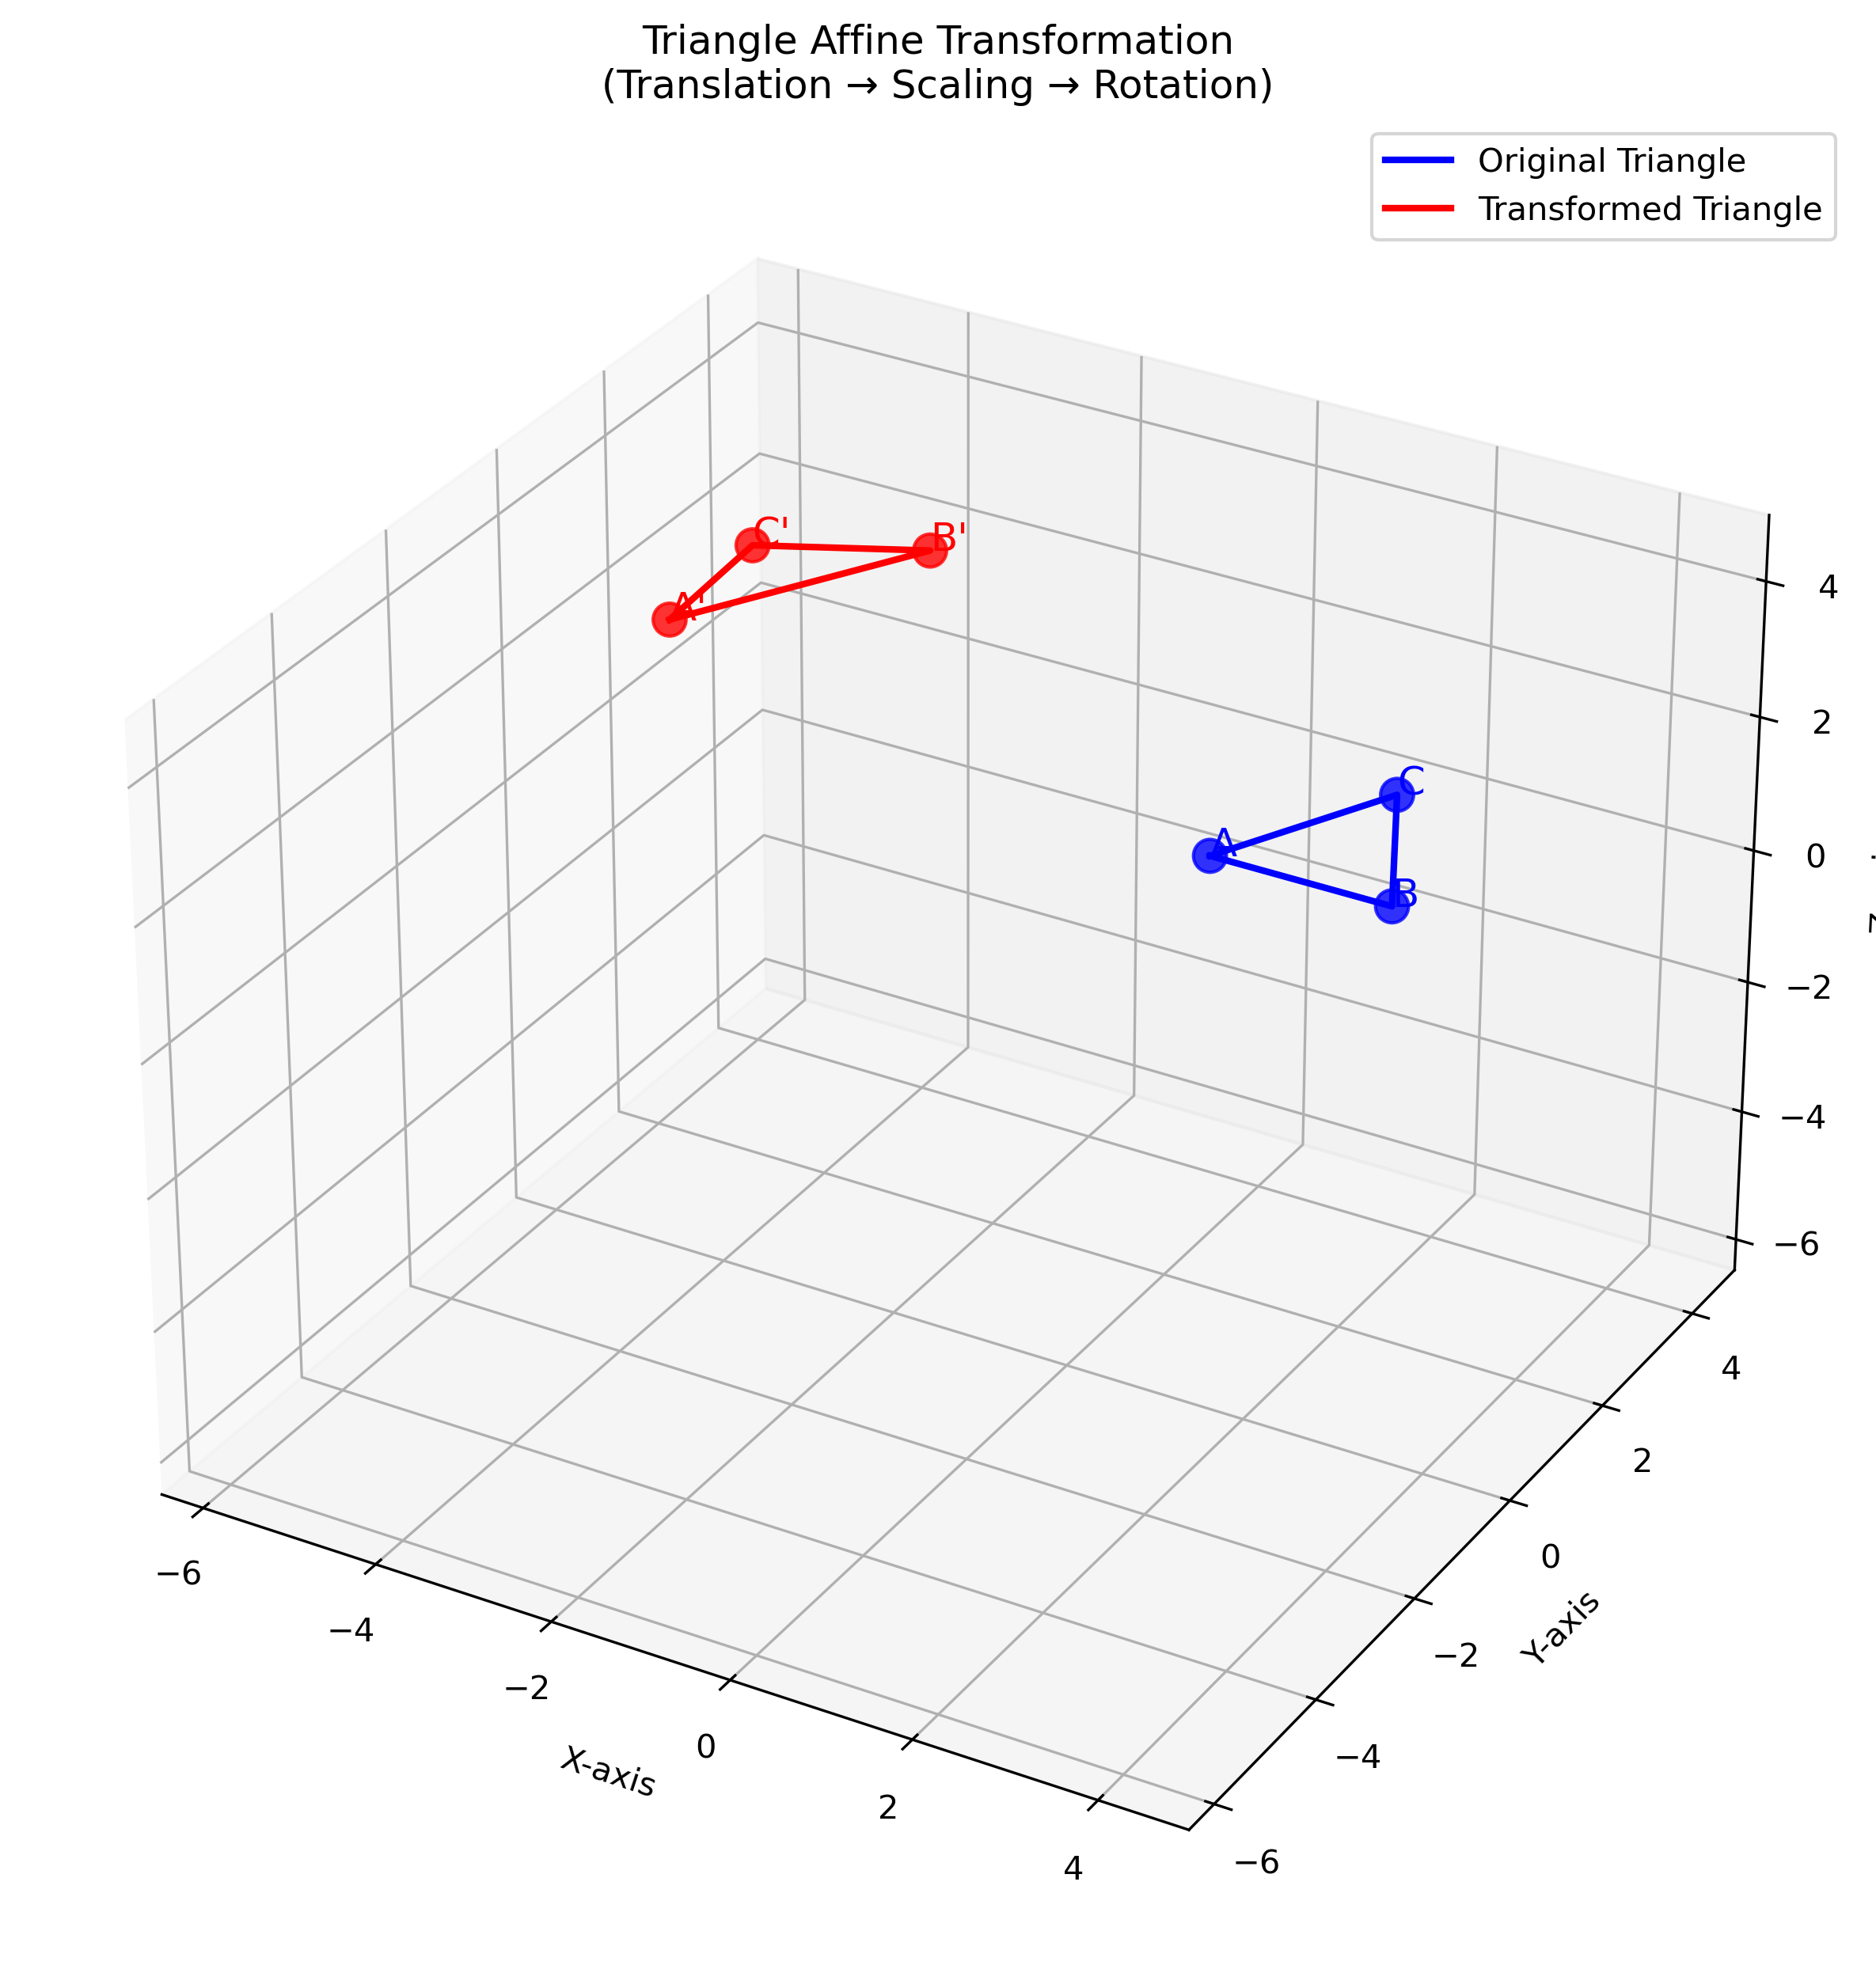 Triangle Affine Transformation
(Translation → Scaling → Rotation)
Original Triangle
Transformed Triangle
C'
B'
A'
C
A
B
4
2
0
−2
−4
−6
4
2
0
−2
−4
−6
Y-axis
−6
−4
−2
0
2
4
X-axis